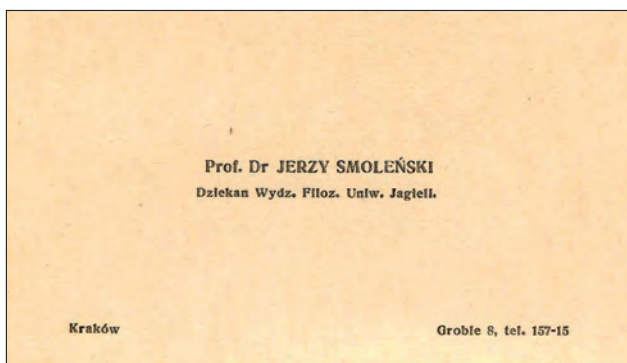 Prof. Dr JERZY SMOLEŃSKI
Dziekan Wydz. Filoz. Uniw. Jagiell.
Kraków
Groble 8, tel. 157-15